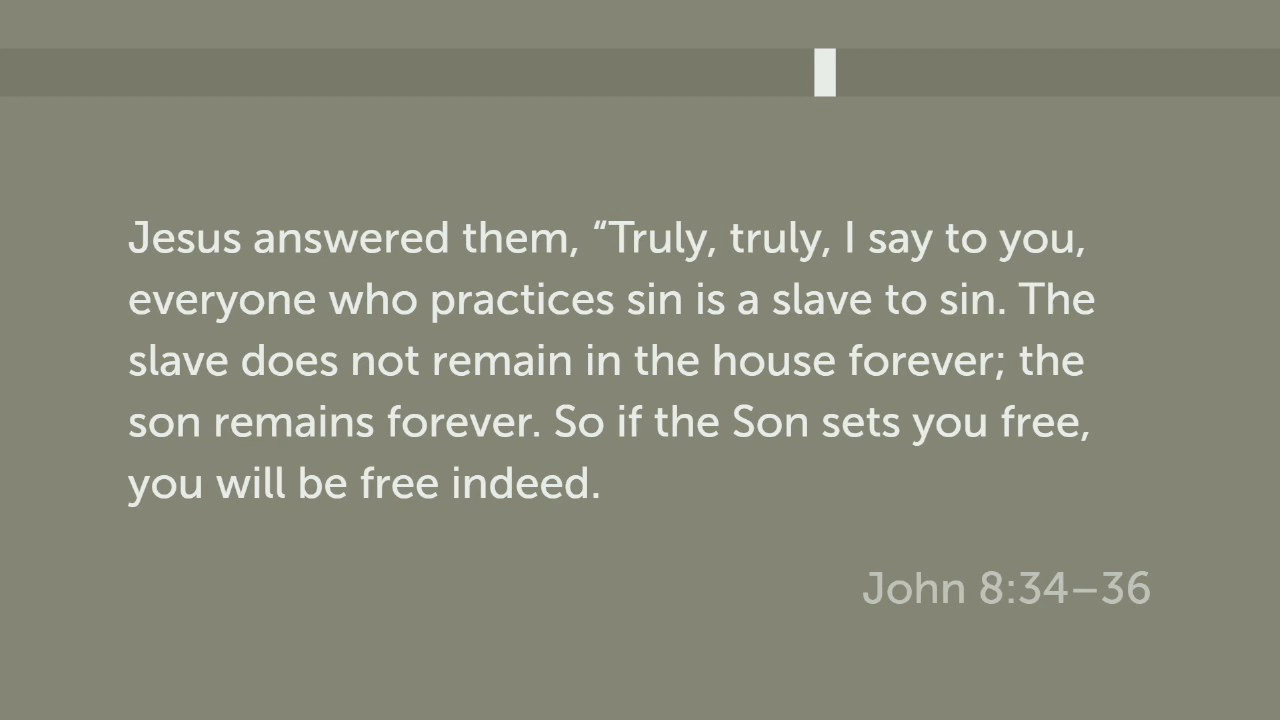 Jesus answered them, “Truly, truly, I say to you,
everyone who practices sin is a slave to sin. The
slave does not remain in the house forever; the
son remains forever. So if the Son sets you free,
you will be free indeed.
John 8:34–36